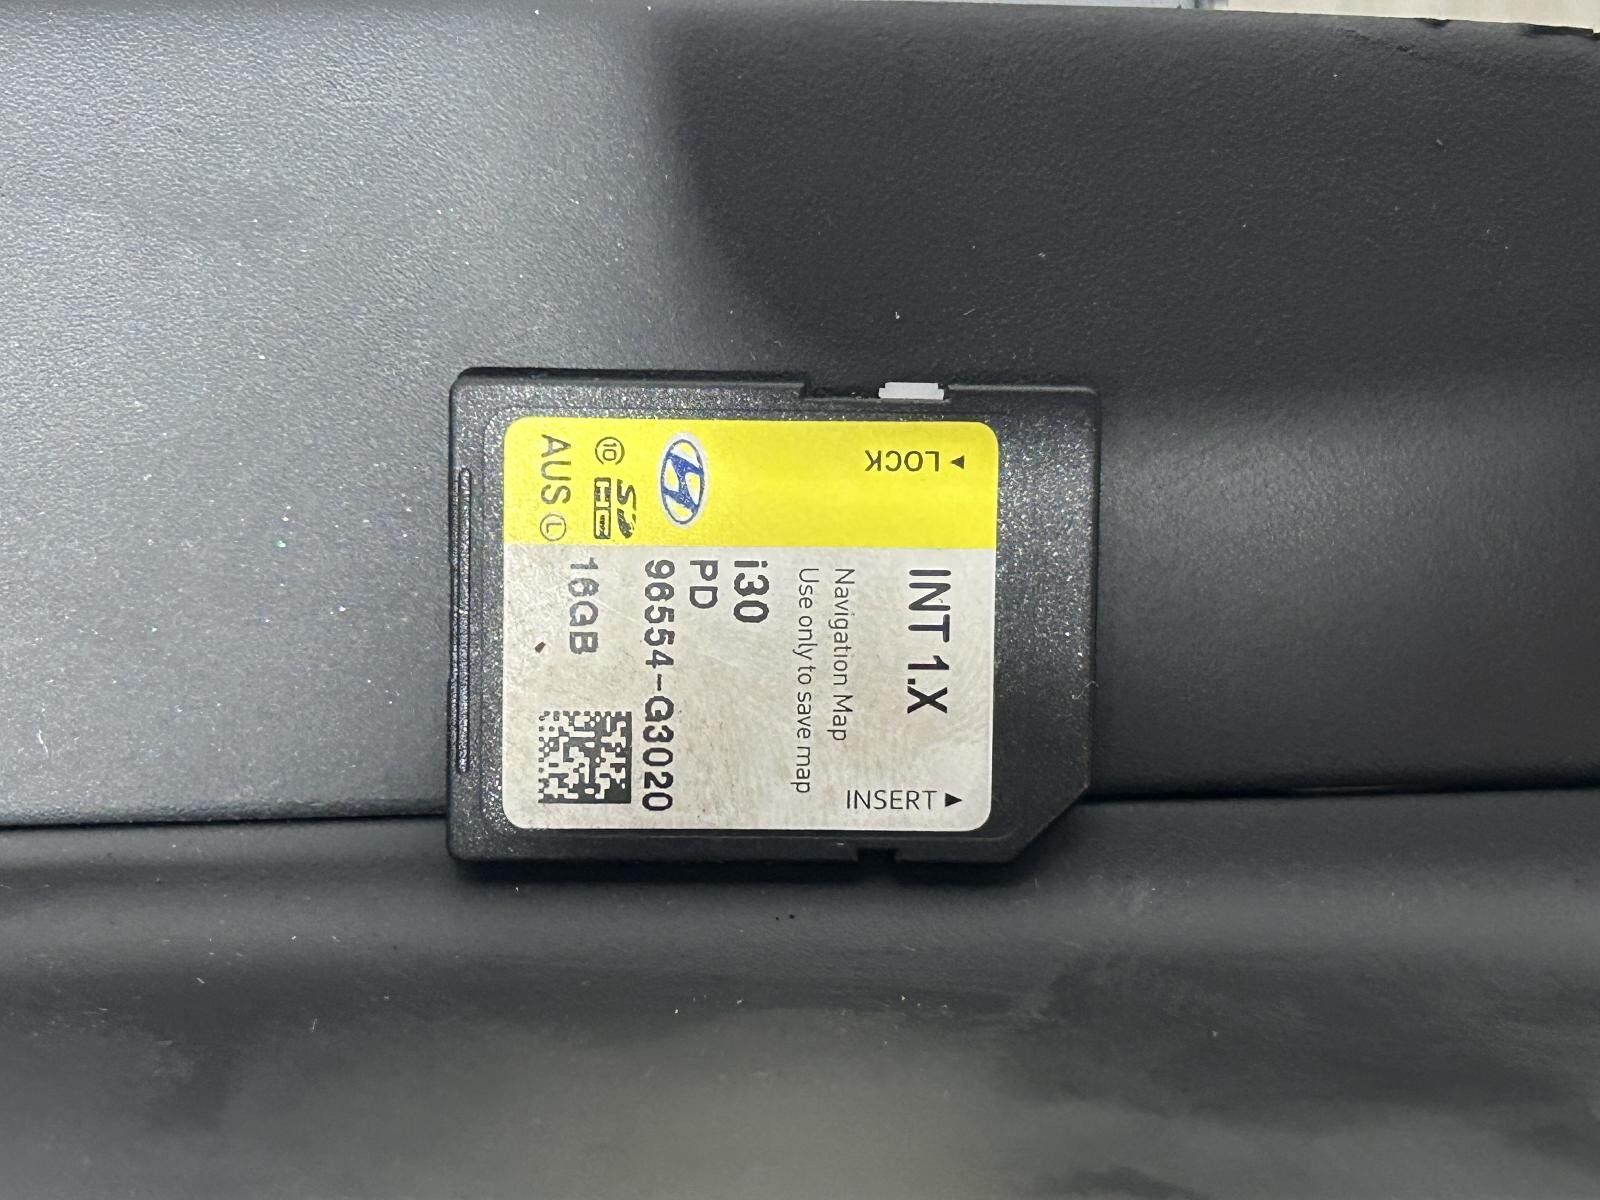 ◀ LOCK
INT 1.X
INSERT ▶
Navigation Map
Use only to save map
i30
PD
96554-G3020
⑩ SD HC
16GB
AUS Ⓛ